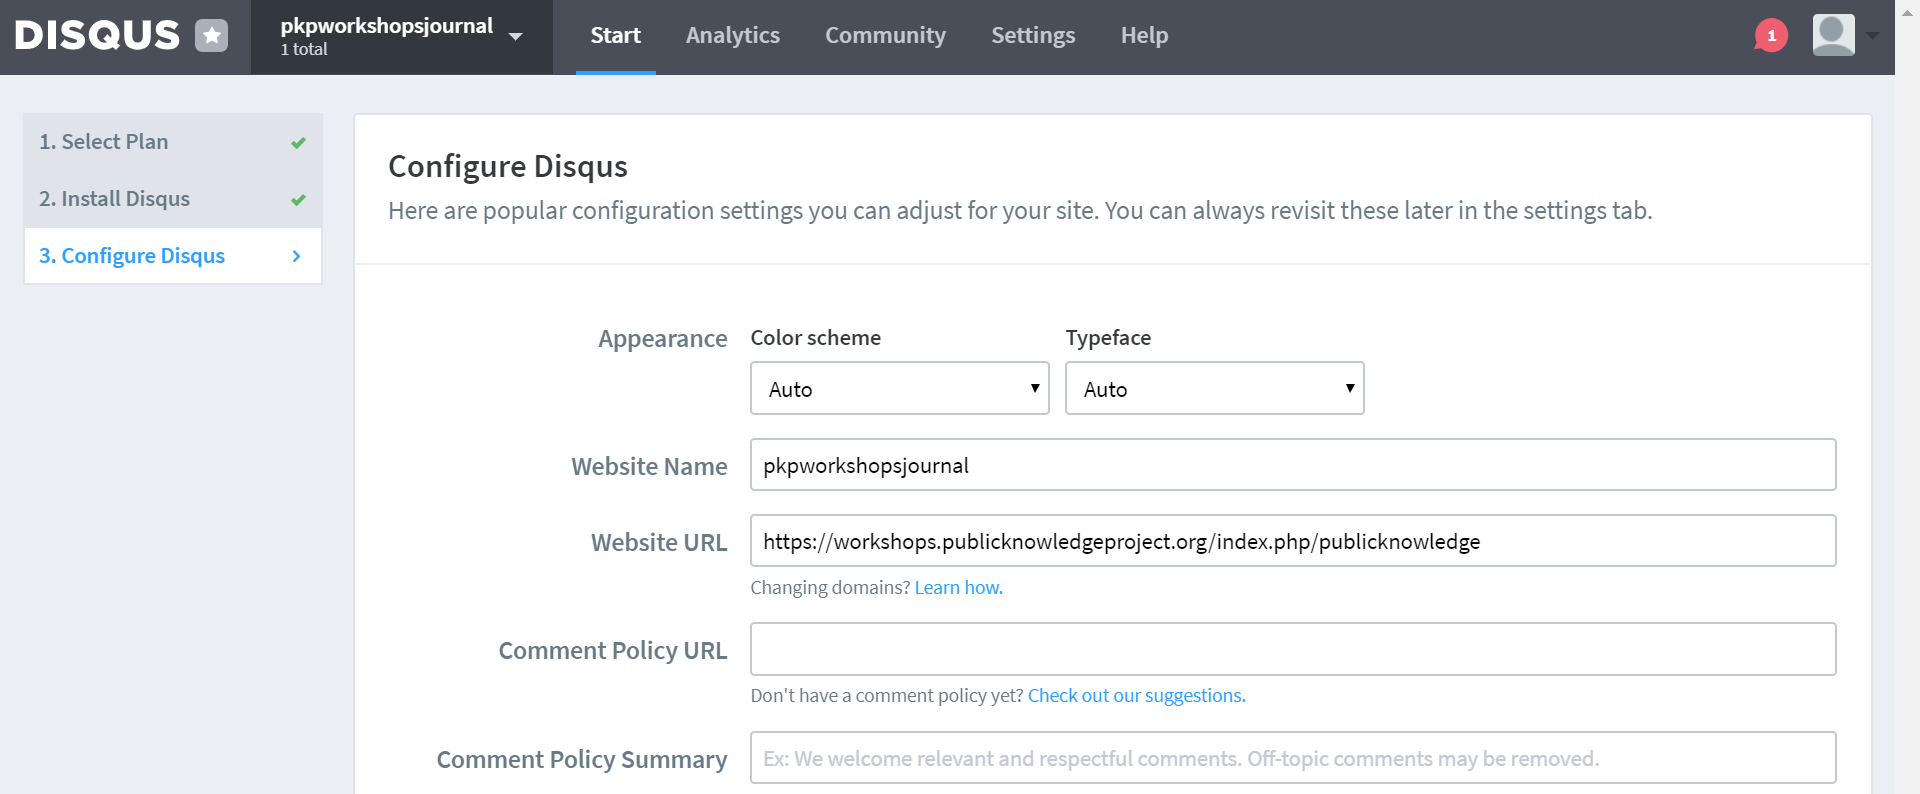 DISQUS
pkpworkshopsjournal
1 total
Start
Analytics
Community
Settings
Help
1
1. Select Plan
2. Install Disqus
3. Configure Disqus
Configure Disqus
Here are popular configuration settings you can adjust for your site. You can always revisit these later in the settings tab.
Appearance
Color scheme
Typeface
Auto
Auto
Website Name
pkpworkshopsjournal
Website URL
https://workshops.publicknowledgeproject.org/index.php/publicknowledge
Changing domains? Learn how.
Comment Policy URL
Don't have a comment policy yet? Check out our suggestions.
Comment Policy Summary
Ex: We welcome relevant and respectful comments. Off-topic comments may be removed.